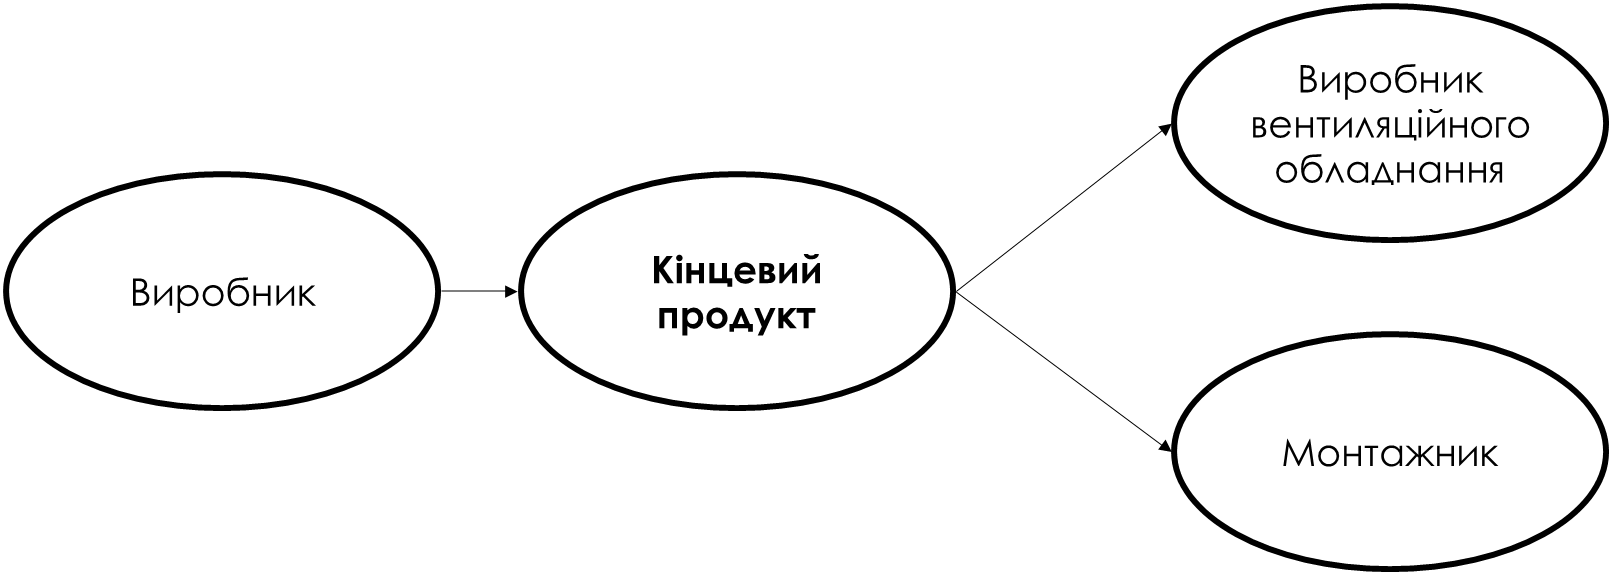 Виробник
Кінцевий
продукт
Виробник
вентиляційного
обладнання
Монтажник